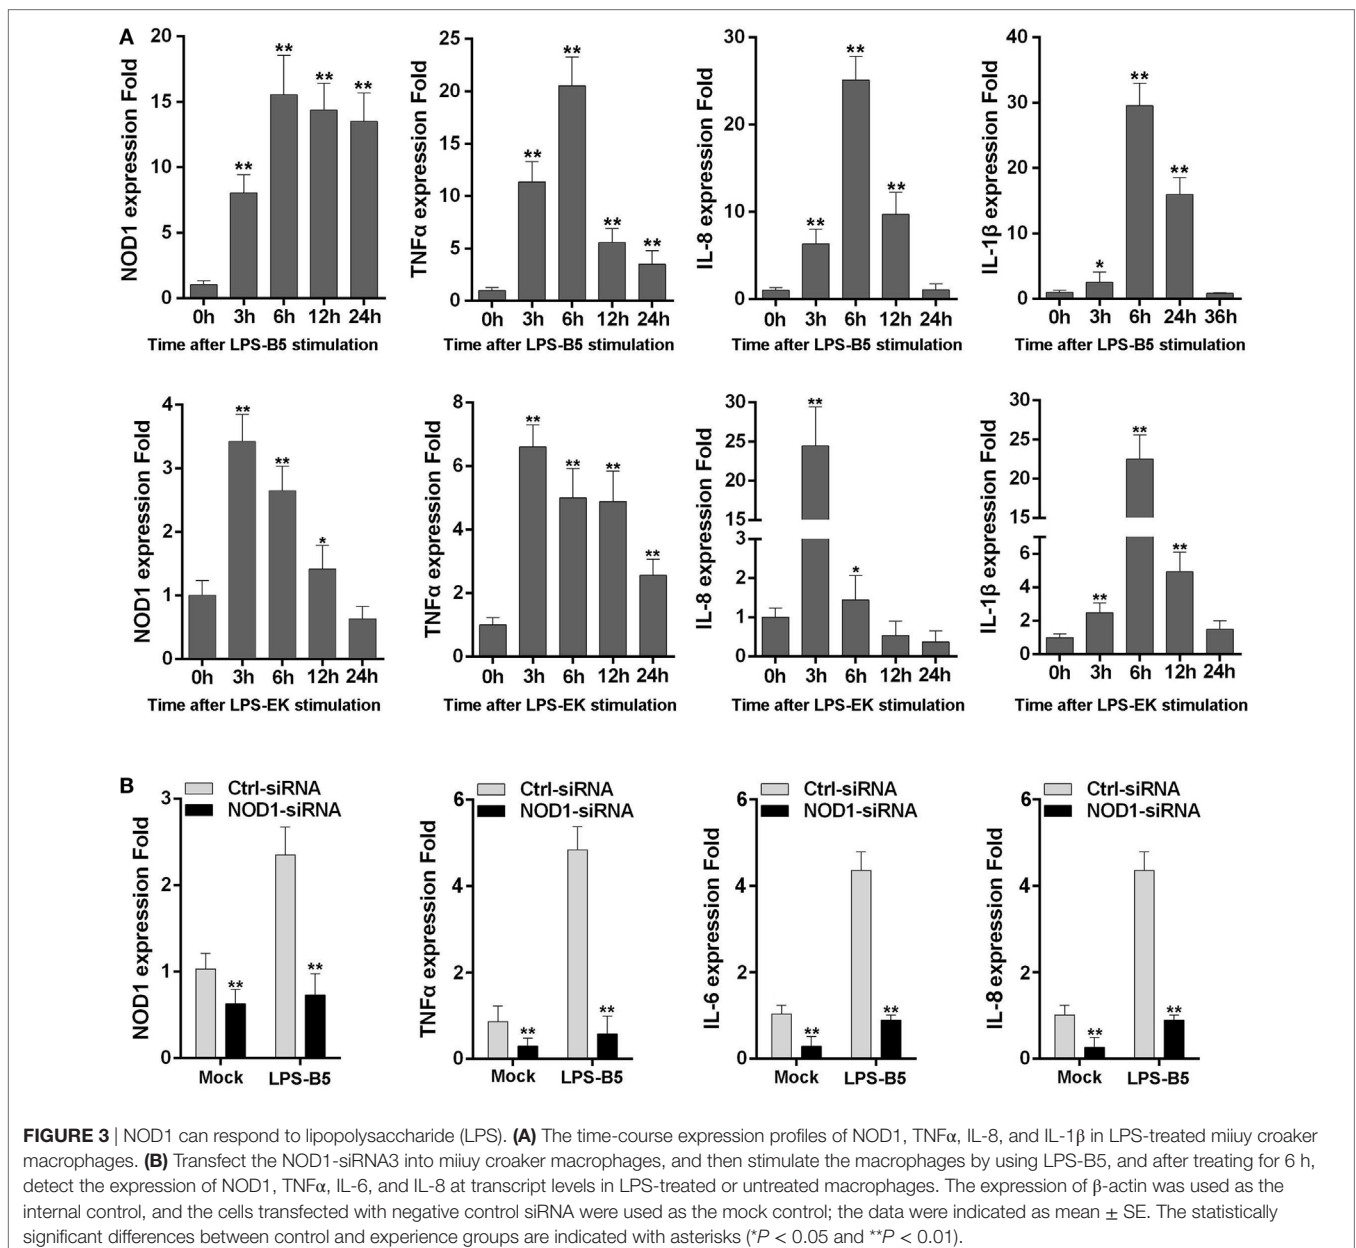 A
NOD1 expression Fold
20
15
10
5
0
** ** ** **
0h 3h 6h 12h 24h
Time after LPS-B5 stimulation
TNFα expression Fold
25
20
15
10
5
0
** ** ** **
0h 3h 6h 12h 24h
Time after LPS-B5 stimulation
IL-8 expression Fold
30
20
10
0
** ** **
0h 3h 6h 12h 24h
Time after LPS-B5 stimulation
IL-1β expression Fold
40
30
20
10
0
* ** **
0h 3h 6h 24h 36h
Time after LPS-B5 stimulation
NOD1 expression Fold
4
3
2
1
0
** ** *
0h 3h 6h 12h 24h
Time after LPS-EK stimulation
TNFα expression Fold
8
6
4
2
0
** ** ** **
0h 3h 6h 12h 24h
Time after LPS-EK stimulation
IL-8 expression Fold
30
25
20
15
3
2
1
0
** *
0h 3h 6h 12h 24h
Time after LPS-EK stimulation
IL-1β expression Fold
30
25
20
15
6
4
2
0
** ** **
0h 3h 6h 12h 24h
Time after LPS-EK stimulation
B
Ctrl-siRNA
NOD1-siRNA
NOD1 expression Fold
3
2
1
0
** **
Mock LPS-B5
Ctrl-siRNA
NOD1-siRNA
TNFα expression Fold
6
4
2
0
** **
Mock LPS-B5
Ctrl-siRNA
NOD1-siRNA
IL-6 expression Fold
6
4
2
0
** **
Mock LPS-B5
Ctrl-siRNA
NOD1-siRNA
IL-8 expression Fold
6
4
2
0
** **
Mock LPS-B5
FIGURE 3 | NOD1 can respond to lipopolysaccharide (LPS). (A) The time-course expression profiles of NOD1, TNFα, IL-8, and IL-1β in LPS-treated miiuy croaker
macrophages. (B) Transfect the NOD1-siRNA3 into miiuy croaker macrophages, and then stimulate the macrophages by using LPS-B5, and after treating for 6 h,
detect the expression of NOD1, TNFα, IL-6, and IL-8 at transcript levels in LPS-treated or untreated macrophages. The expression of β-actin was used as the
internal control, and the cells transfected with negative control siRNA were used as the mock control; the data were indicated as mean ± SE. The statistically
significant differences between control and experience groups are indicated with asterisks (*P < 0.05 and **P < 0.01).